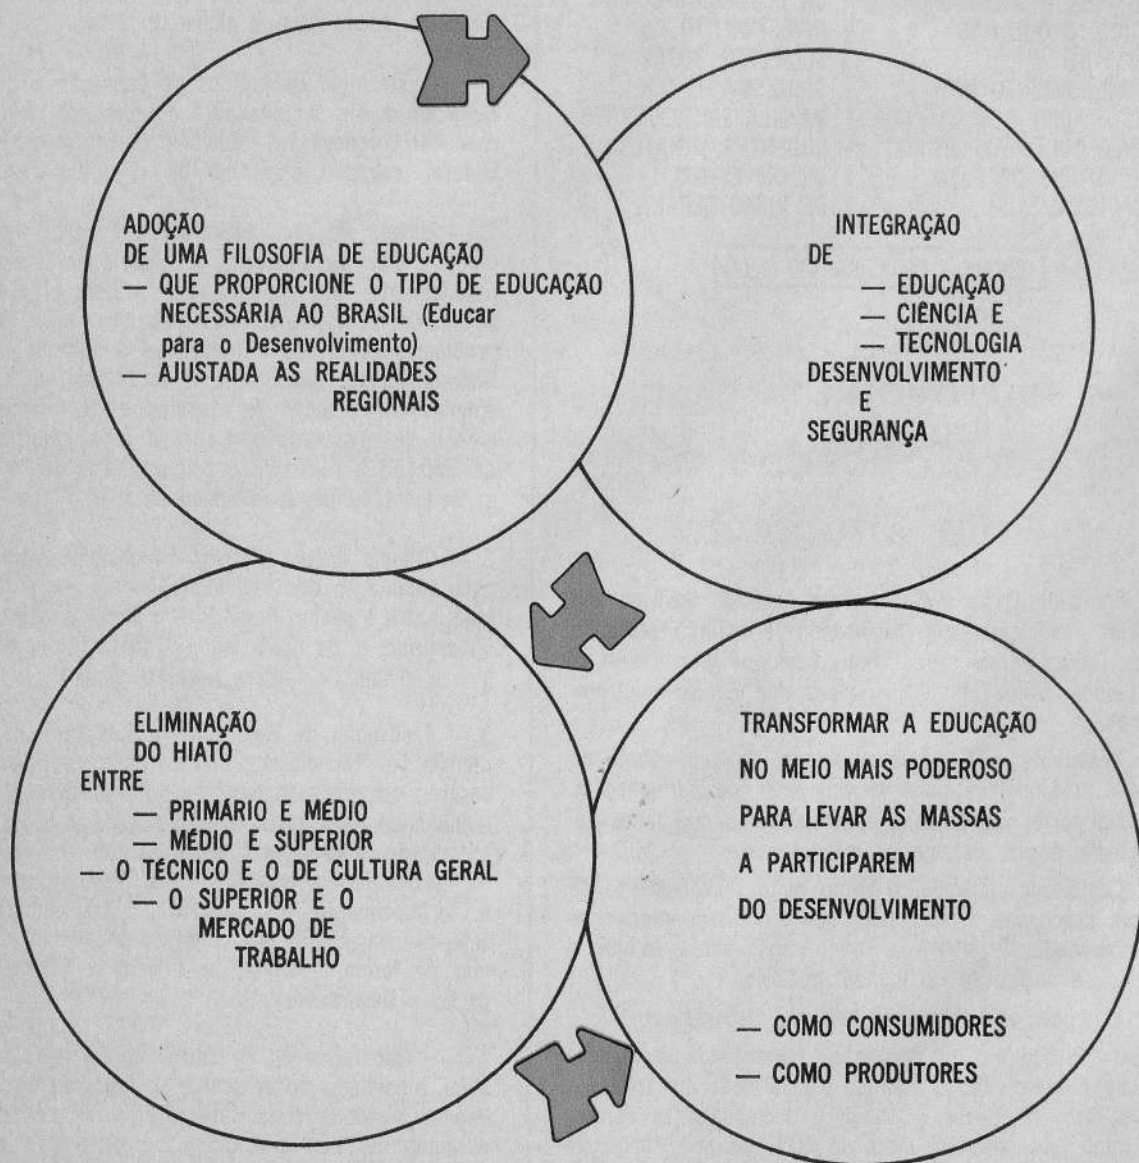 ADOÇÃO
DE UMA FILOSOFIA DE EDUCAÇÃO
— QUE PROPORCIONE O TIPO DE EDUCAÇÃO
NECESSÁRIA AO BRASIL (Educar
para o Desenvolvimento)
— AJUSTADA ÀS REALIDADES
REGIONAIS
INTEGRAÇÃO
DE
— EDUCAÇÃO
— CIÊNCIA E
— TECNOLOGIA
DESENVOLVIMENTO
E
SEGURANÇA
ELIMINAÇÃO
DO HIATO
ENTRE
— PRIMÁRIO E MÉDIO
— MÉDIO E SUPERIOR
— O TÉCNICO E O DE CULTURA GERAL
— O SUPERIOR E O
MERCADO DE
TRABALHO
TRANSFORMAR A EDUCAÇÃO
NO MEIO MAIS PODEROSO
PARA LEVAR AS MASSAS
A PARTICIPAREM
DO DESENVOLVIMENTO
— COMO CONSUMIDORES
— COMO PRODUTORES